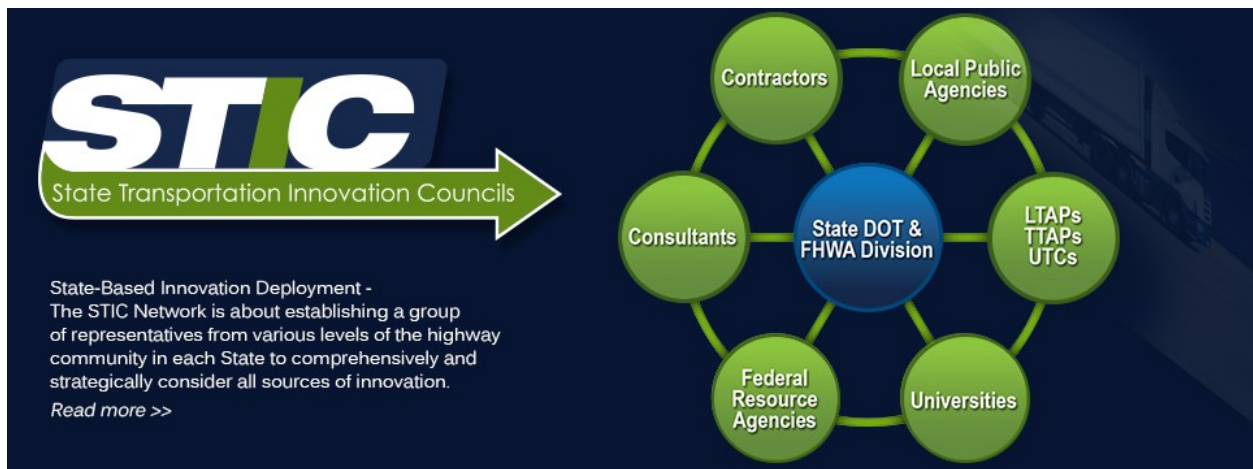 STIC
State Transportation Innovation Councils
State-Based Innovation Deployment -
The STIC Network is about establishing a group
of representatives from various levels of the highway
community in each State to comprehensively and
strategically consider all sources of innovation.
Read more >>
Contractors
Local Public
Agencies
Consultants
State DOT &
FHWA Division
LTAPs
TTAPs
UTCs
Federal
Resource
Agencies
Universities